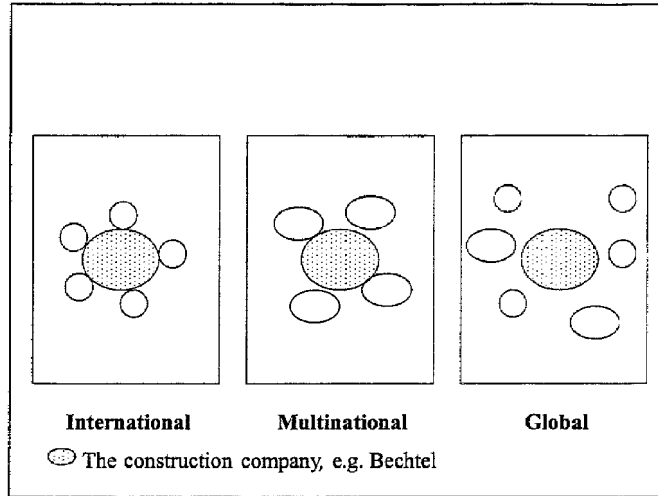 International Multinational Global
The construction company, e.g. Bechtel